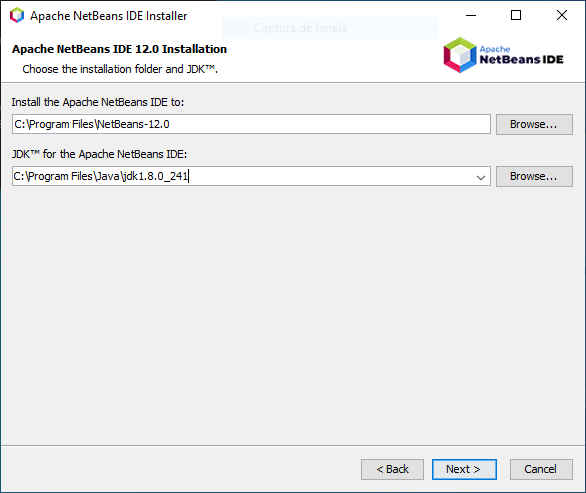 Apache NetBeans IDE Installer
Captura de Janela
Apache NetBeans IDE 12.0 Installation
Choose the installation folder and JDK™.
Apache
NetBeans IDE
Install the Apache NetBeans IDE to:
C:\Program Files\NetBeans-12.0
Browse...
JDK™ for the Apache NetBeans IDE:
C:\Program Files\Java\jdk1.8.0_241
Browse...
< Back
Next >
Cancel